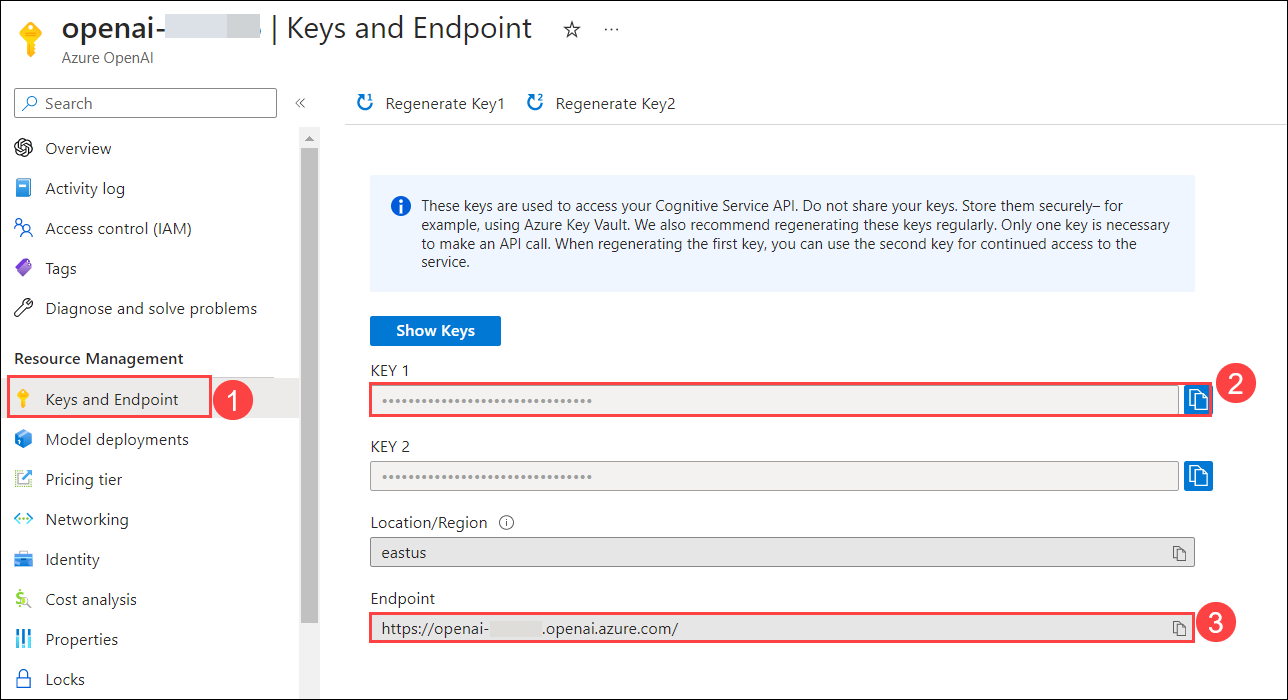 openai- | Keys and Endpoint ☆ ···
Azure OpenAI
Search «
Overview
Activity log
Access control (IAM)
Tags
Diagnose and solve problems
Resource Management
Keys and Endpoint
1
Model deployments
Pricing tier
Networking
Identity
Cost analysis
Properties
Locks
1 Regenerate Key1 2 Regenerate Key2
These keys are used to access your Cognitive Service API. Do not share your keys. Store them securely– for
example, using Azure Key Vault. We also recommend regenerating these keys regularly. Only one key is necessary
to make an API call. When regenerating the first key, you can use the second key for continued access to the
service.
Show Keys
KEY 1
••••••••••••••••••••••••••••••••
2
KEY 2
••••••••••••••••••••••••••••••••
Location/Region
eastus
Endpoint
https://openai- .openai.azure.com/
3